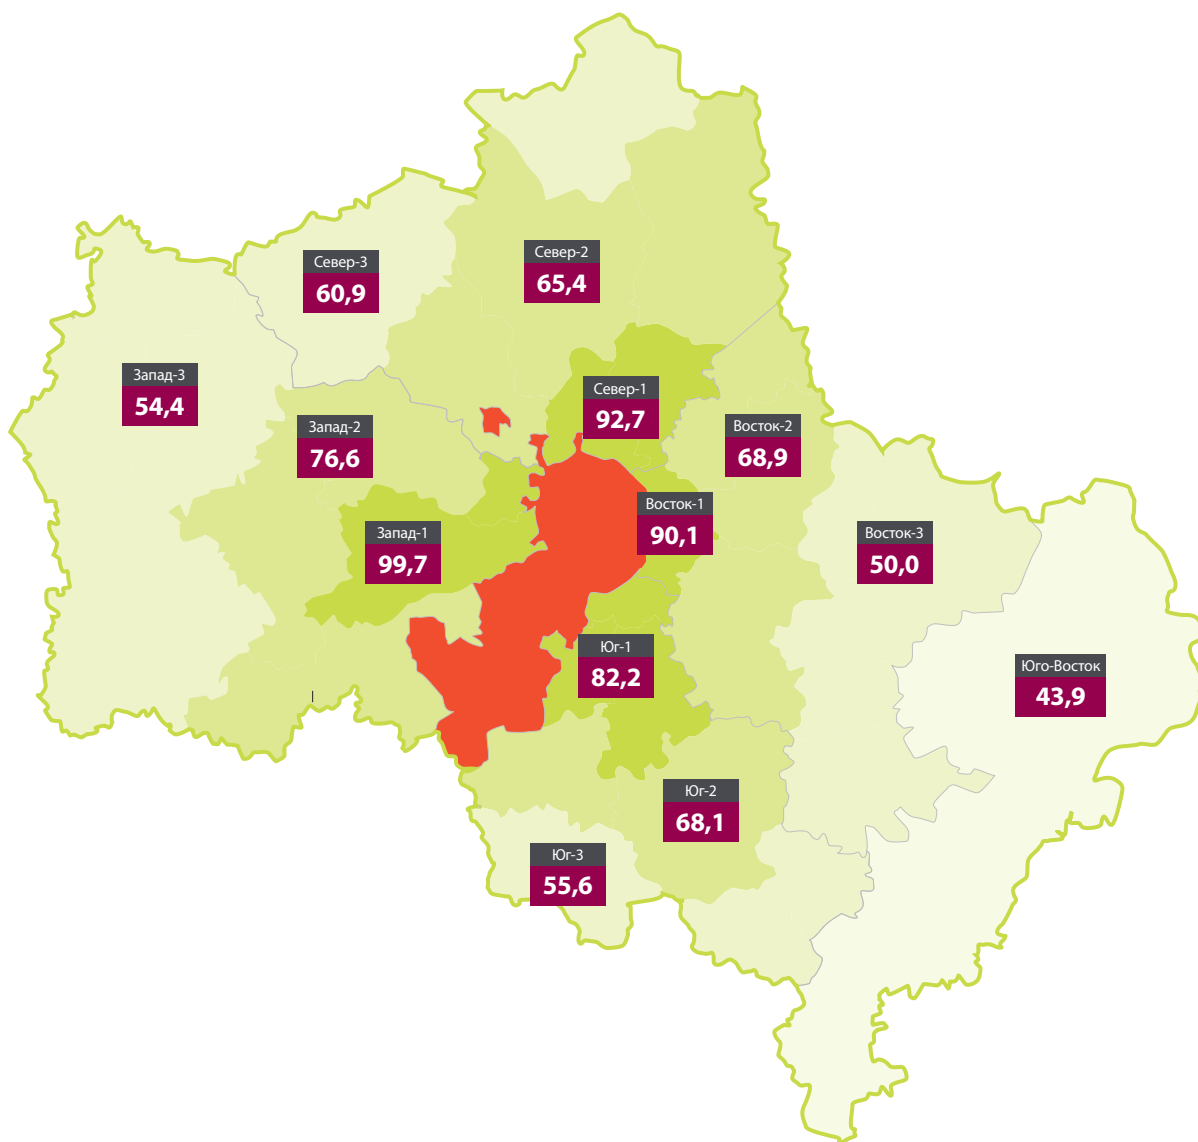 Север-2
65,4
Север-3
60,9
Запад-3
54,4
Север-1
92,7
Запад-2
76,6
Восток-2
68,9
Восток-1
90,1
Запад-1
99,7
Восток-3
50,0
Юг-1
82,2
Юго-Восток
43,9
Юг-2
68,1
Юг-3
55,6